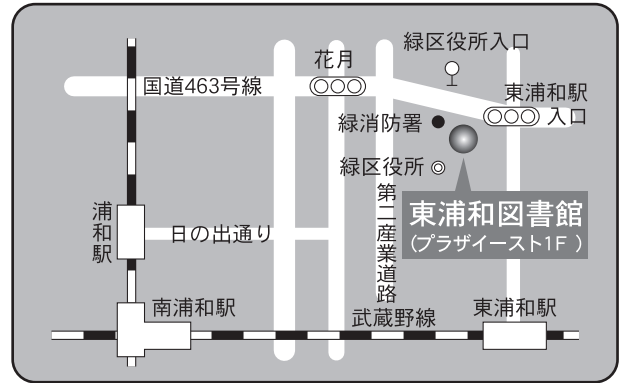 緑区役所入口
花月
国道463号線
東浦和駅
入口
緑消防署
緑区役所
第二産業道路
東浦和図書館
(プラザイースト1F )
浦和駅
日の出通り
南浦和駅
武蔵野線
東浦和駅